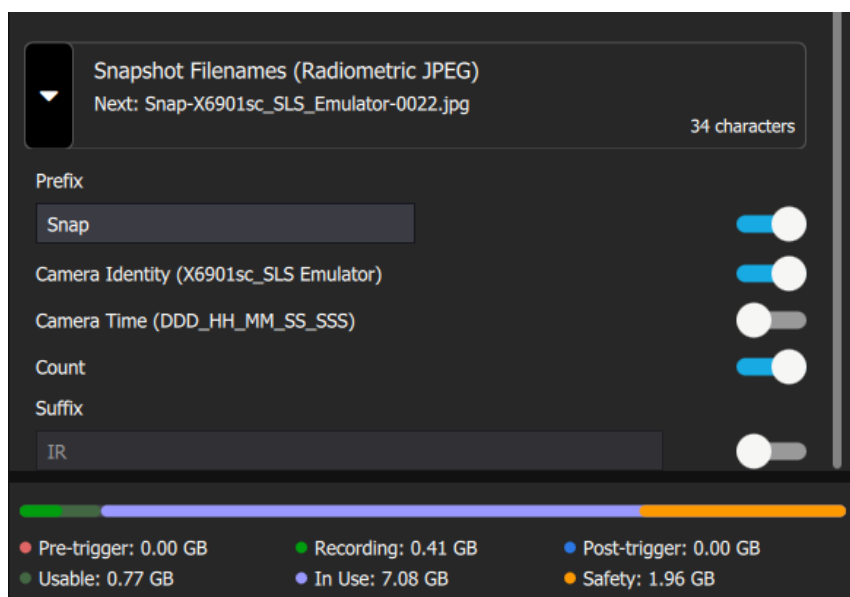 Snapshot Filenames (Radiometric JPEG)
Next: Snap-X6901sc_SLS_Emulator-0022.jpg
34 characters
Prefix
Snap
Camera Identity (X6901sc_SLS Emulator)
Camera Time (DDD_HH_MM_SS_SSS)
Count
Suffix
IR
Pre-trigger: 0.00 GB Recording: 0.41 GB Post-trigger: 0.00 GB
Usable: 0.77 GB In Use: 7.08 GB Safety: 1.96 GB